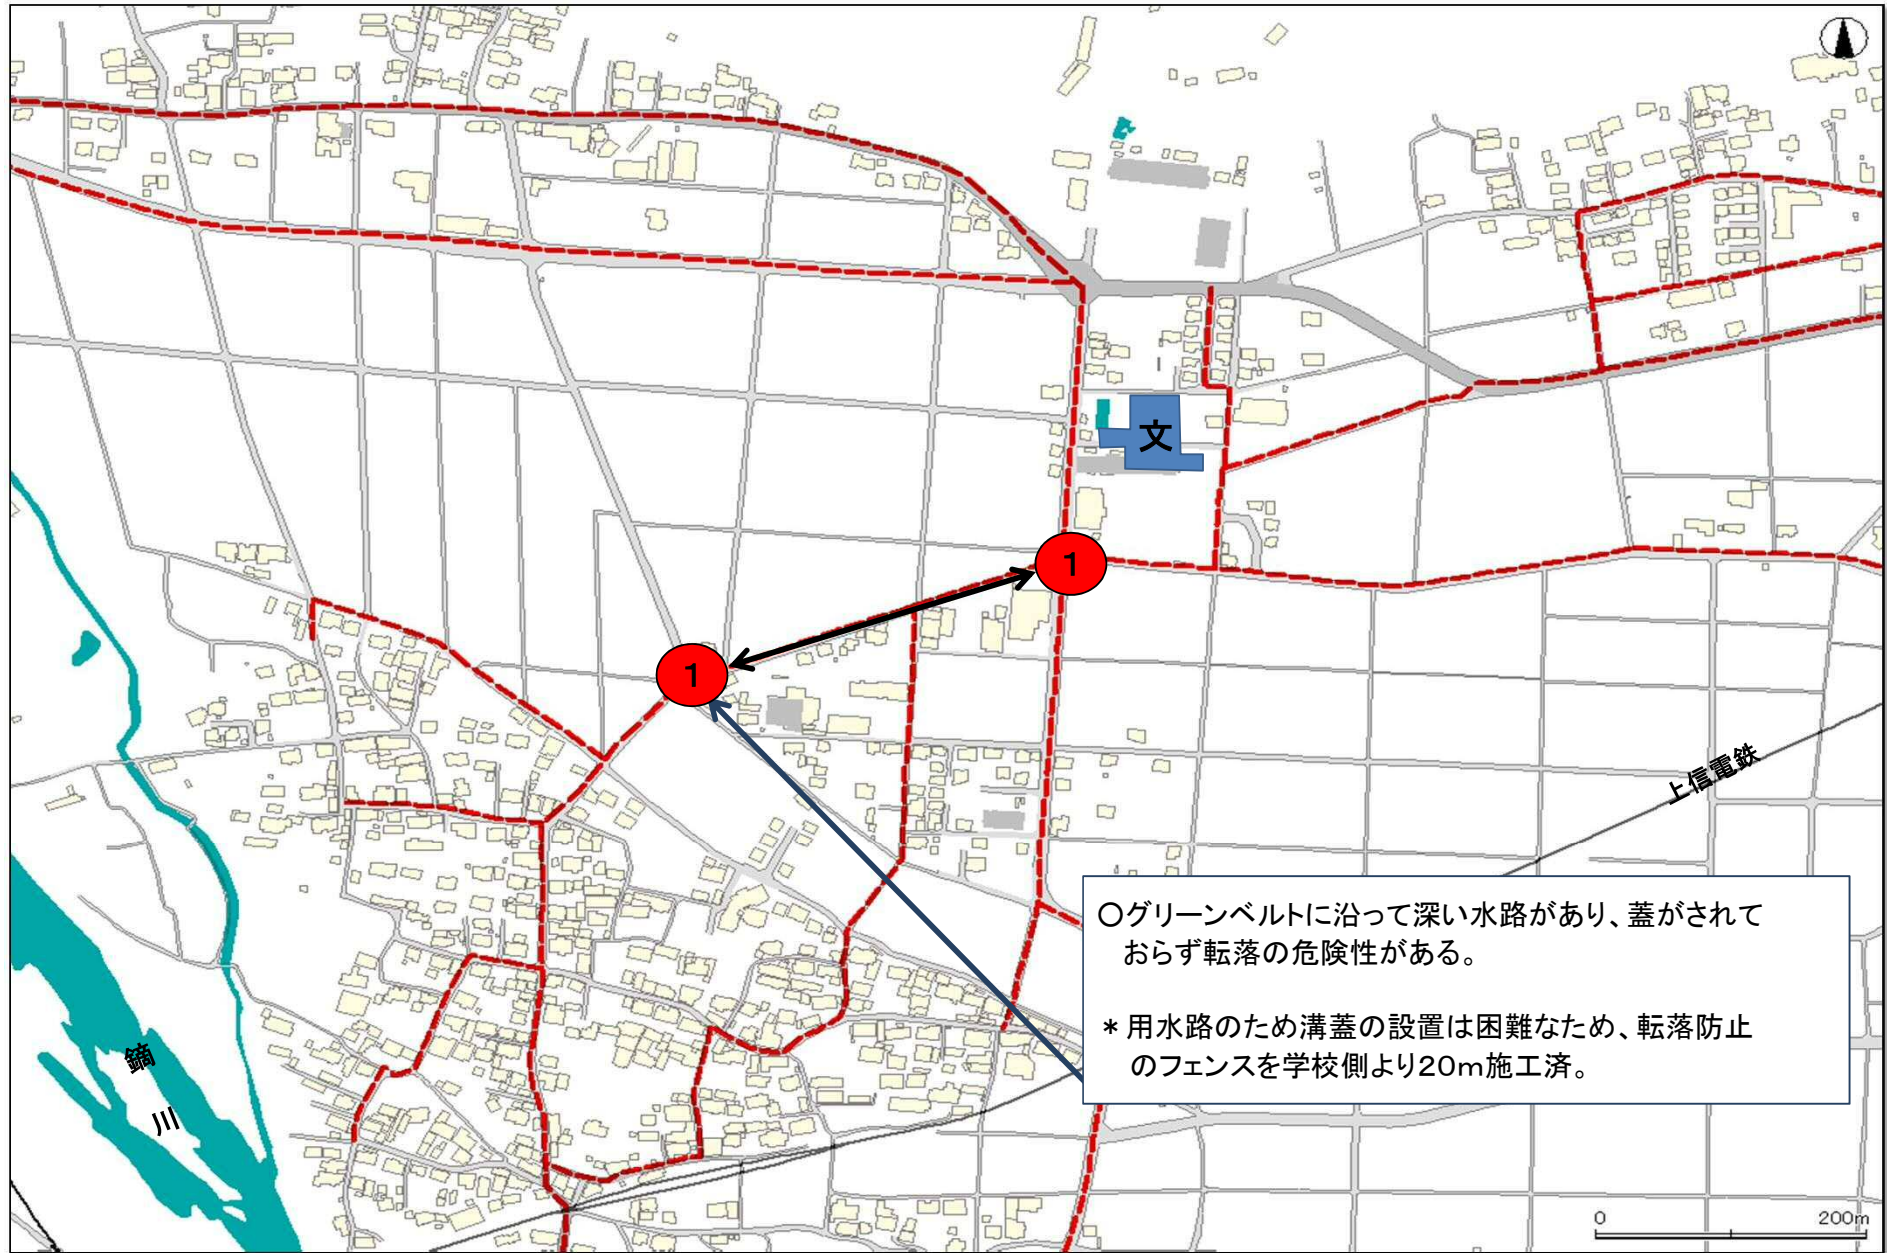 文
1
1
上信電鉄
〇グリーンベルトに沿って深い水路があり、蓋がされて
おらず転落の危険性がある。
*用水路のため溝蓋の設置は困難なため、転落防止
のフェンスを学校側より20m施工済。
鏑
川
0 200m